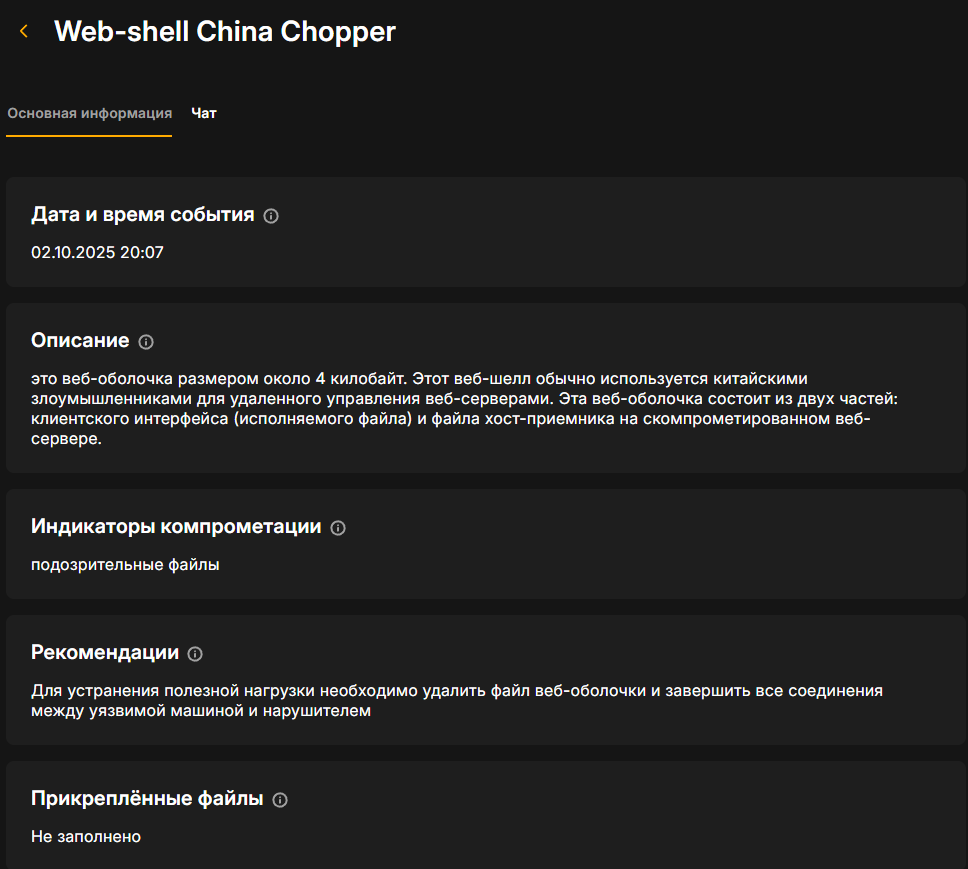 Web-shell China Chopper
Основная информация Чат
Дата и время события
02.10.2025 20:07
Описание
это веб-оболочка размером около 4 килобайт. Этот веб-шелл обычно используется китайскими
злоумышленниками для удаленного управления веб-серверами. Эта веб-оболочка состоит из двух частей:
клиентского интерфейса (исполняемого файла) и файла хост-приемника на скомпрометированном веб-
сервере.
Индикаторы компрометации
подозрительные файлы
Рекомендации
Для устранения полезной нагрузки необходимо удалить файл веб-оболочки и завершить все соединения
между уязвимой машиной и нарушителем
Прикреплённые файлы
Не заполнено